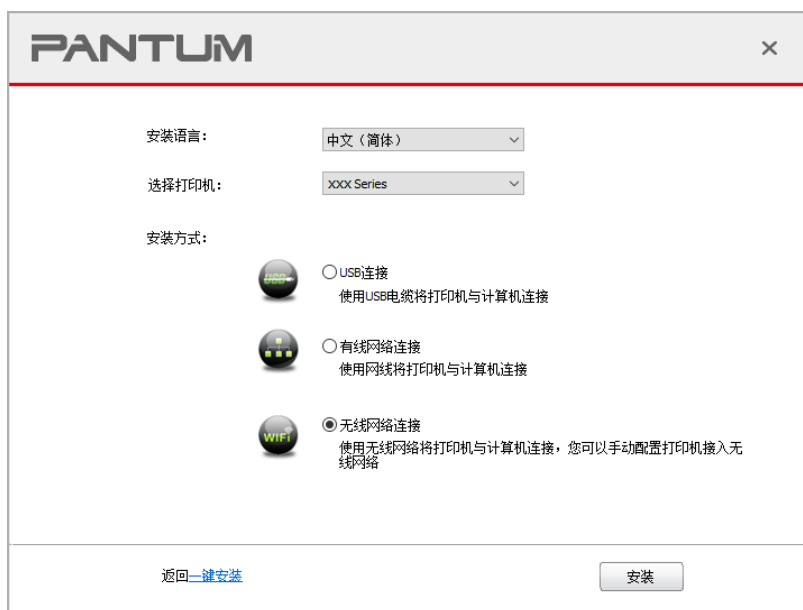 PANTUM
安装语言：
中文（简体）
选择打印机：
XXX Series
安装方式：
USB
USB连接
使用USB电缆将打印机与计算机连接
有线网络连接
使用网线将打印机与计算机连接
WiFi
无线网络连接
使用无线网络将打印机与计算机连接，您可以手动配置打印机接入无
线网络
返回一键安装
安装